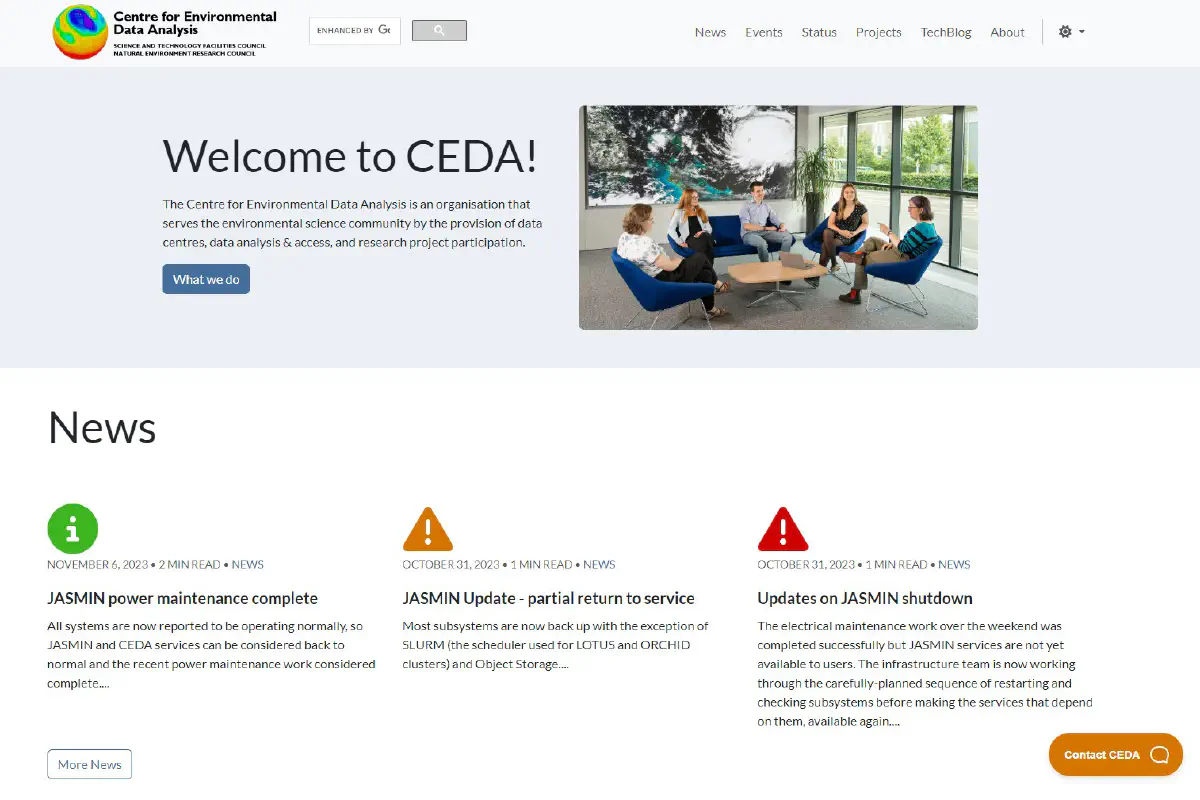 Centre for Environmental
Data Analysis
SCIENCE AND TECHNOLOGY FACILITIES COUNCIL
NATURAL ENVIRONMENT RESEARCH COUNCIL
ENHANCED BY
News Events Status Projects TechBlog About
Welcome to CEDA!
The Centre for Environmental Data Analysis is an organisation that
serves the environmental science community by the provision of data
centres, data analysis & access, and research project participation.
What we do
News
NOVEMBER 6, 2023 • 2 MIN READ • NEWS
JASMIN power maintenance complete
All systems are now reported to be operating normally, so
JASMIN and CEDA services can be considered back to
normal and the recent power maintenance work considered
complete....
OCTOBER 31, 2023 • 1 MIN READ • NEWS
JASMIN Update - partial return to service
Most subsystems are now back up with the exception of
SLURM (the scheduler used for LOTUS and ORCHID
clusters) and Object Storage....
OCTOBER 31, 2023 • 1 MIN READ • NEWS
Updates on JASMIN shutdown
The electrical maintenance work over the weekend was
completed successfully but JASMIN services are not yet
available to users. The infrastructure team is now working
through the carefully-planned sequence of restarting and
checking subsystems before making the services that depend
on them, available again....
More News
Contact CEDA